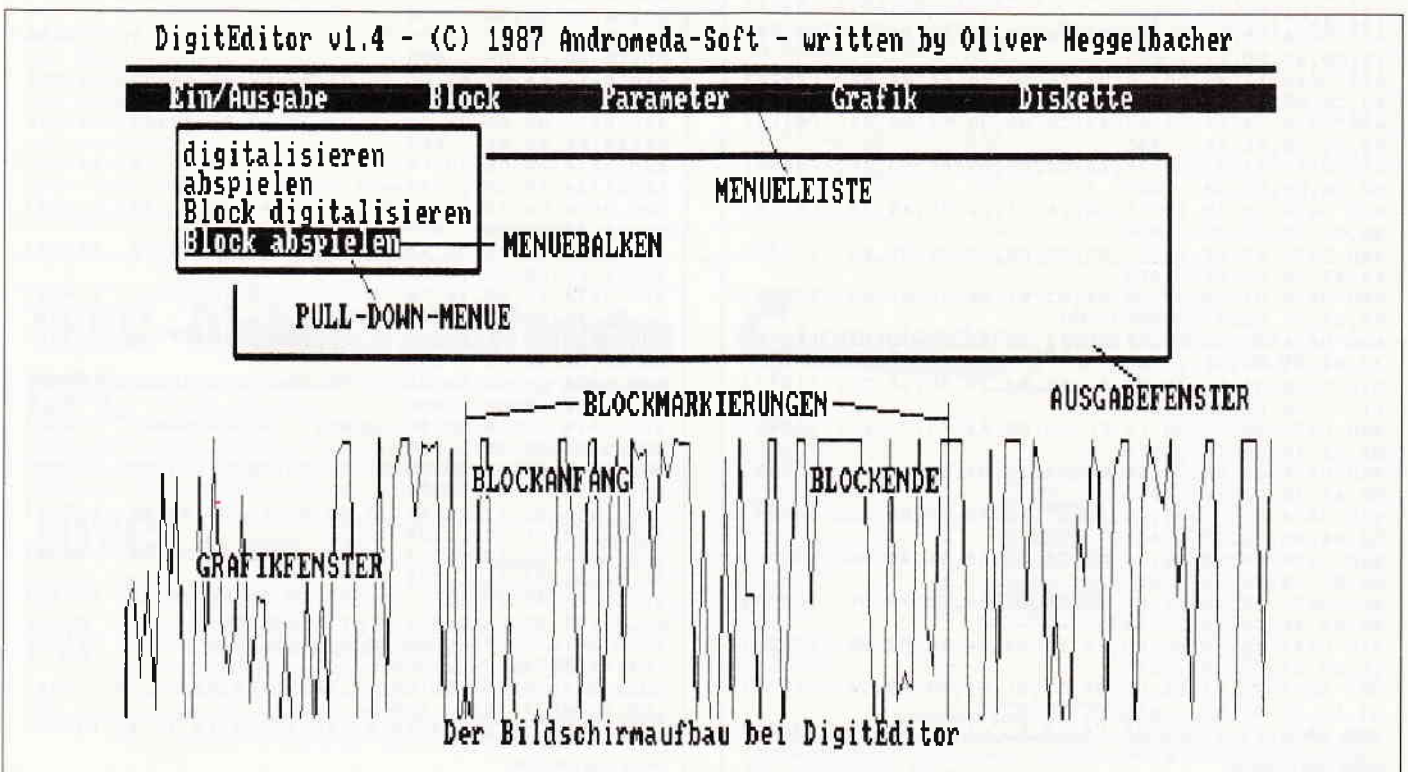 DigitEditor v1.4 - (C) 1987 Andromeda-Soft - written by Oliver Heggelbacher
Ein/Ausgabe Block Parameter Grafik Diskette
digitalisieren
abspielen
Block digitalisieren
Block abspielen
MENUELEISTE
MENUEBALKEN
PULL-DOWN-MENUE
AUSGABEFENSTER
BLOCKMARKIERUNGEN
BLOCKANFANG
BLOCKENDE
GRAFIKFENSTER
Der Bildschirmaufbau bei DigitEditor